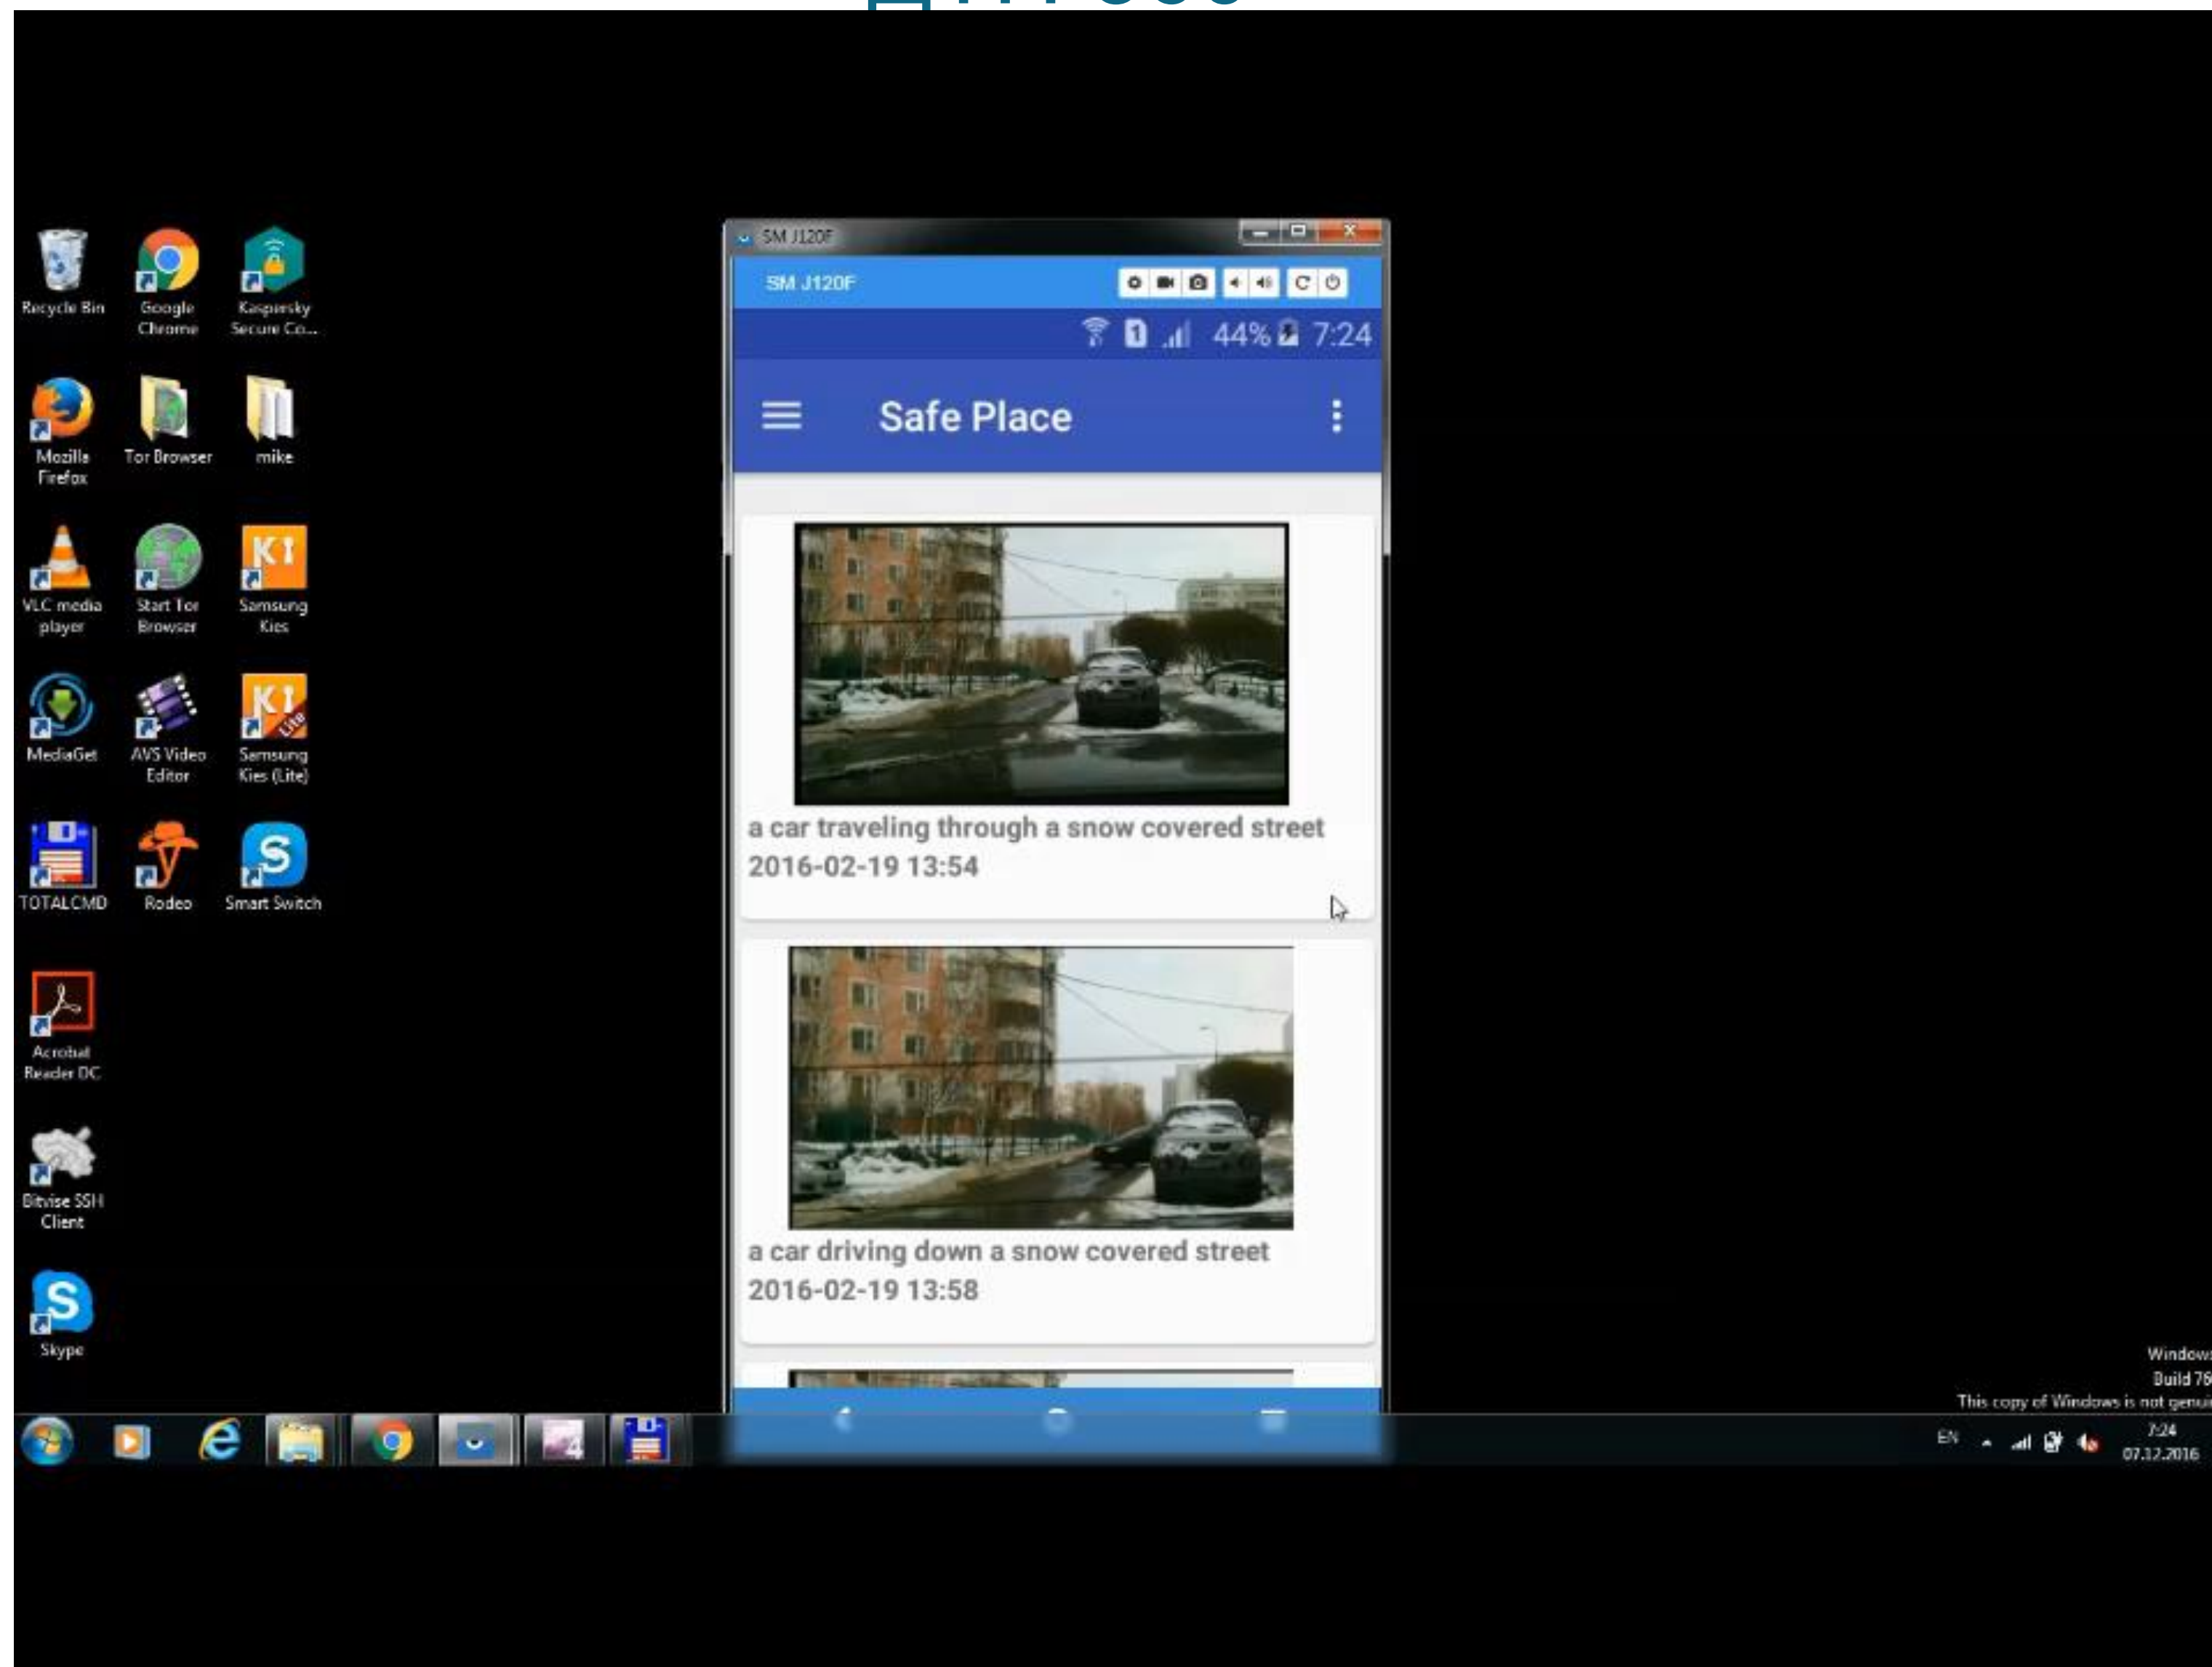 Recycle Bin
Google
Chrome
Kaspersky
Secure Co...
Mozilla
Firefox
Tor Browser
mike
VLC media
player
Start Tor
Browser
Samsung
Kies
MediaGet
AVS Video
Editor
Samsung
Kies (Lite)
TOTALCMD
Rodeo
Smart Switch
Acrobat
Reader DC
Bitvise SSH
Client
Skype
SM J120F
SM J120F
1 44% 7:24
Safe Place
a car traveling through a snow covered street
2016-02-19 13:54
a car driving down a snow covered street
2016-02-19 13:58
Windows
Build 76
This copy of Windows is not genui
EN
7:24
07.12.2016